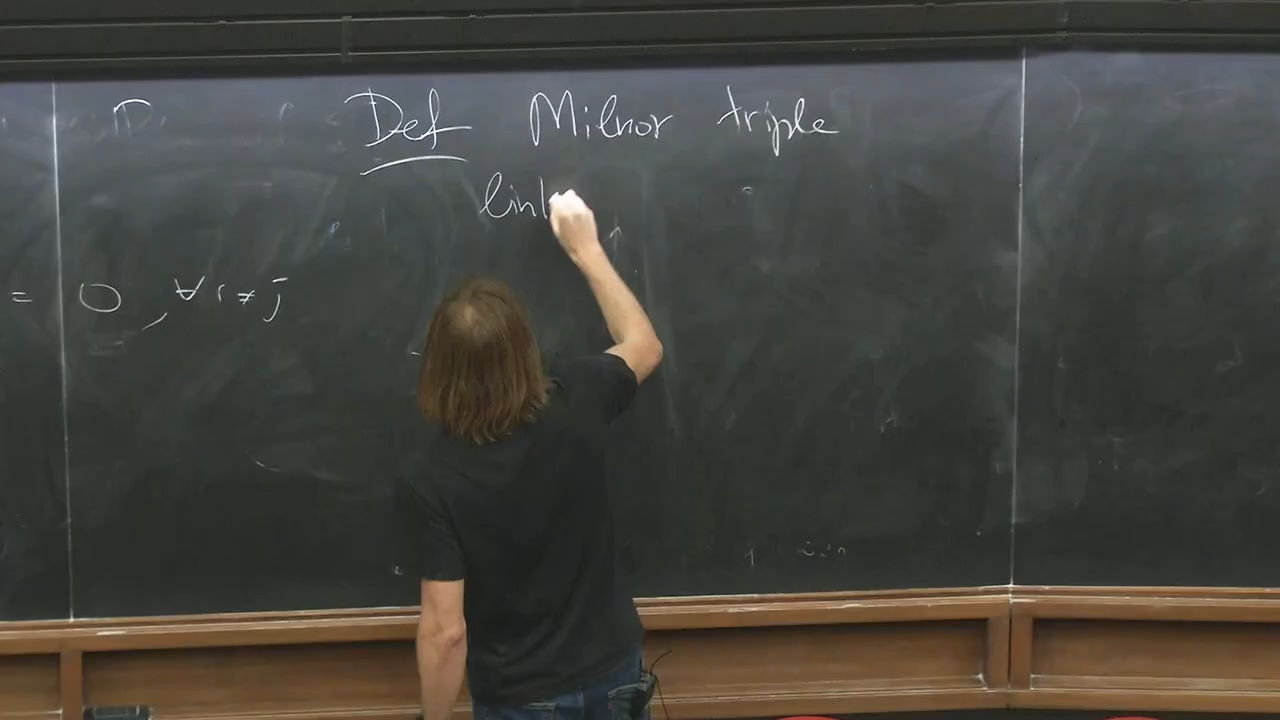 = 0, ∀ i ≠ j
Def Milnor triple
link